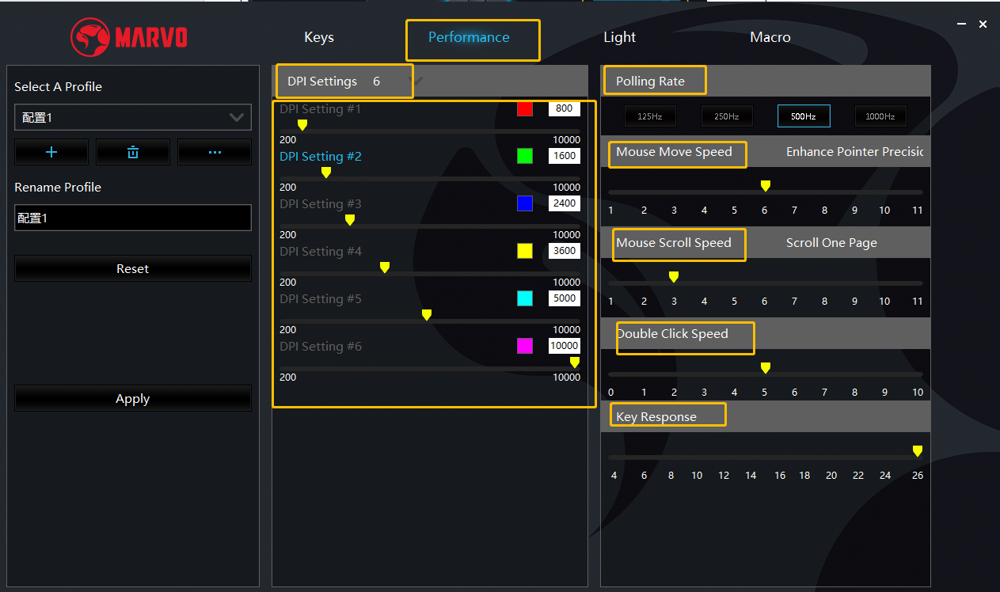 MARVO
Keys
Performance
Light
Macro
Select A Profile
配置1
Rename Profile
配置1
Reset
Apply
DPI Settings 6
DPI Setting #1 800
200 10000
DPI Setting #2 1600
200 10000
DPI Setting #3 2400
200 10000
DPI Setting #4 3600
200 10000
DPI Setting #5 5000
200 10000
DPI Setting #6 10000
200 10000
Polling Rate
125Hz 250Hz 500Hz 1000Hz
Mouse Move Speed Enhance Pointer Precisic
1 2 3 4 5 6 7 8 9 10 11
Mouse Scroll Speed Scroll One Page
1 2 3 4 5 6 7 8 9 10 11
Double Click Speed
0 1 2 3 4 5 6 7 8 9 10
Key Response
4 6 8 10 12 14 16 18 20 22 24 26